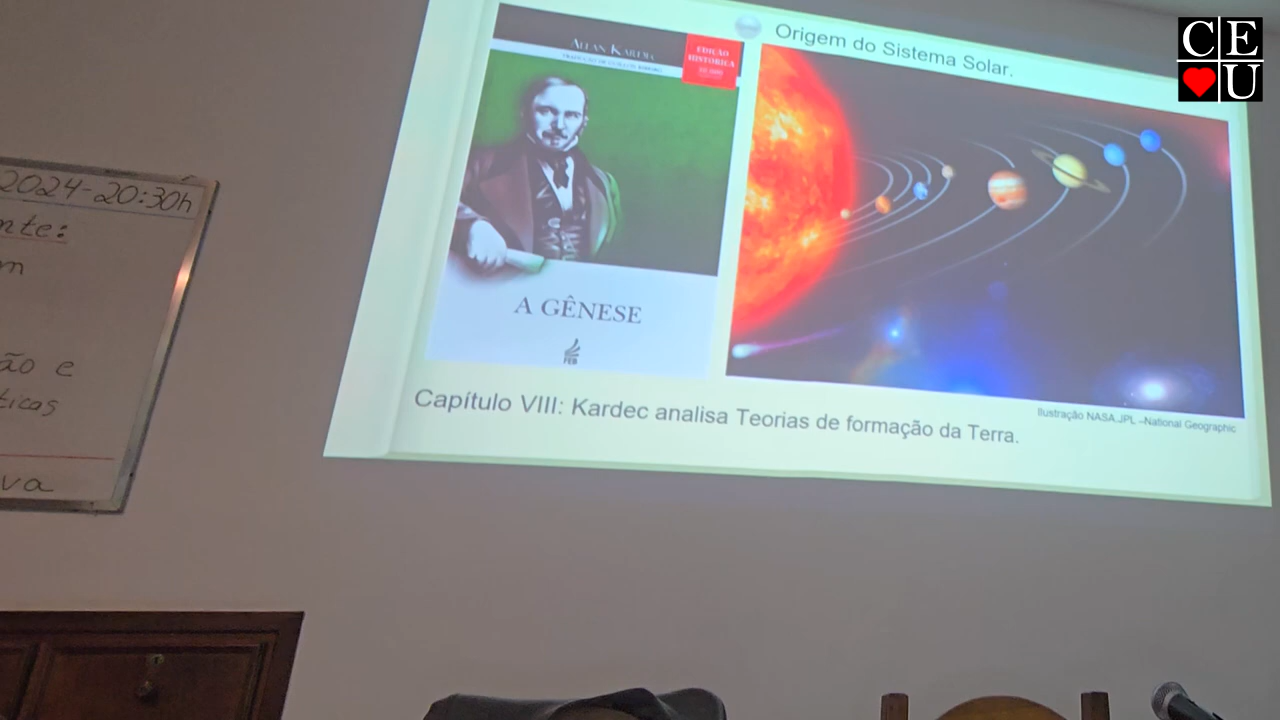 2024-20:30h
nte:
m
ão e
ticas
va
ALLAN KARDEC
EDIÇÃO
HISTÓRICA
A GÊNESE
FEB
Origem do Sistema Solar.
Ilustração NASA.JPL –National Geographic
Capítulo VIII: Kardec analisa Teorias de formação da Terra.
CE
U